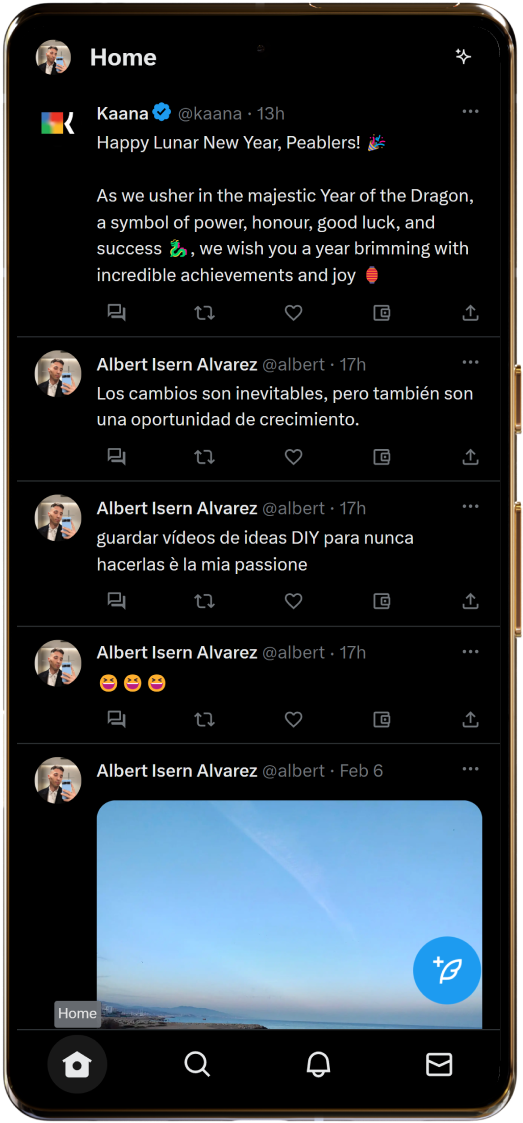 Home
Kaana @kaana · 13h
Happy Lunar New Year, Peablers! 🎉
As we usher in the majestic Year of the Dragon,
a symbol of power, honour, good luck, and
success 🐉, we wish you a year brimming with
incredible achievements and joy 🏮
Albert Isern Alvarez @albert · 17h
Los cambios son inevitables, pero también son
una oportunidad de crecimiento.
Albert Isern Alvarez @albert · 17h
guardar vídeos de ideas DIY para nunca
hacerlas è la mia passione
Albert Isern Alvarez @albert · 17h
😆😆😆
Albert Isern Alvarez @albert · Feb 6
Home